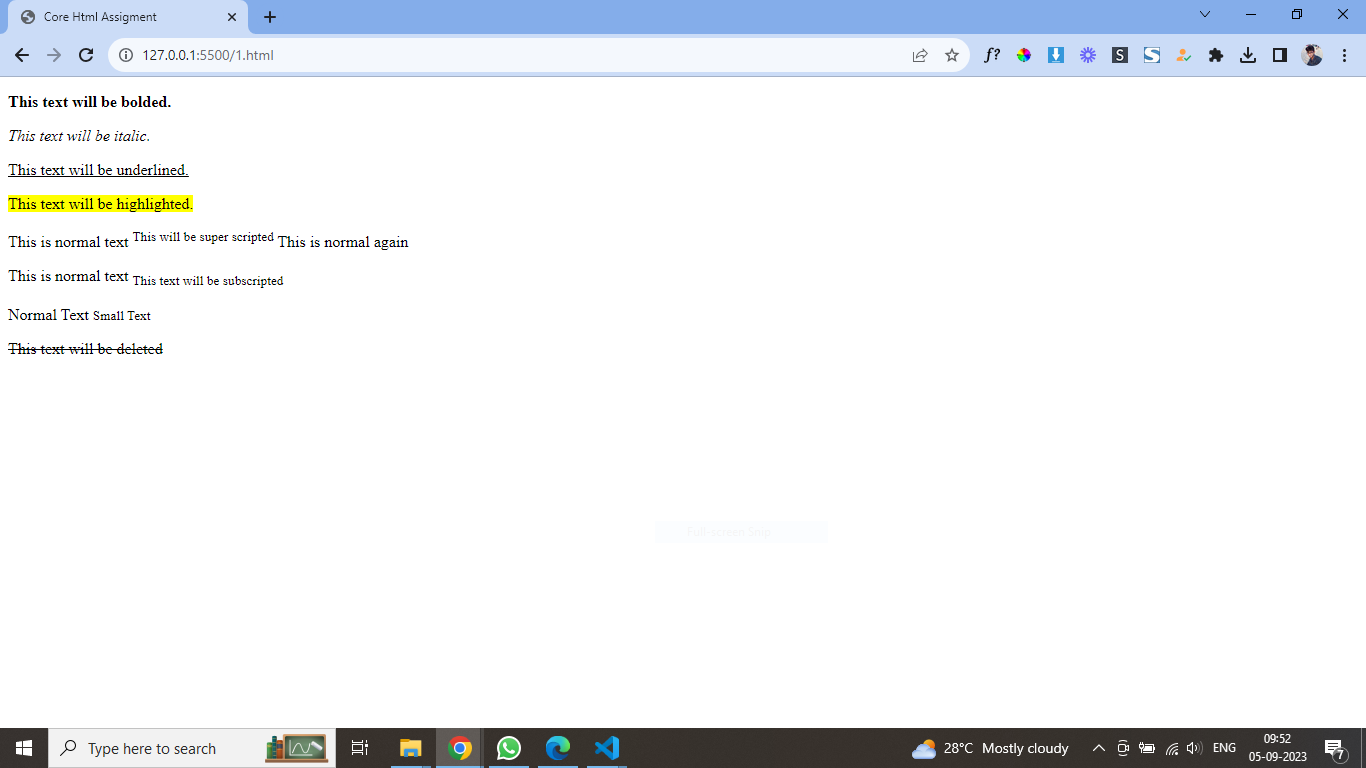 Core Html Assigment
127.0.0.1:5500/1.html
f?
S
S
This text will be bolded.
This text will be italic.
This text will be underlined.
This text will be highlighted.
This is normal text This will be super scripted This is normal again
This is normal text This text will be subscripted
Normal Text Small Text
This text will be deleted
Full-screen Snip
Type here to search
28°C Mostly cloudy
ENG
09:52
05-09-2023
7